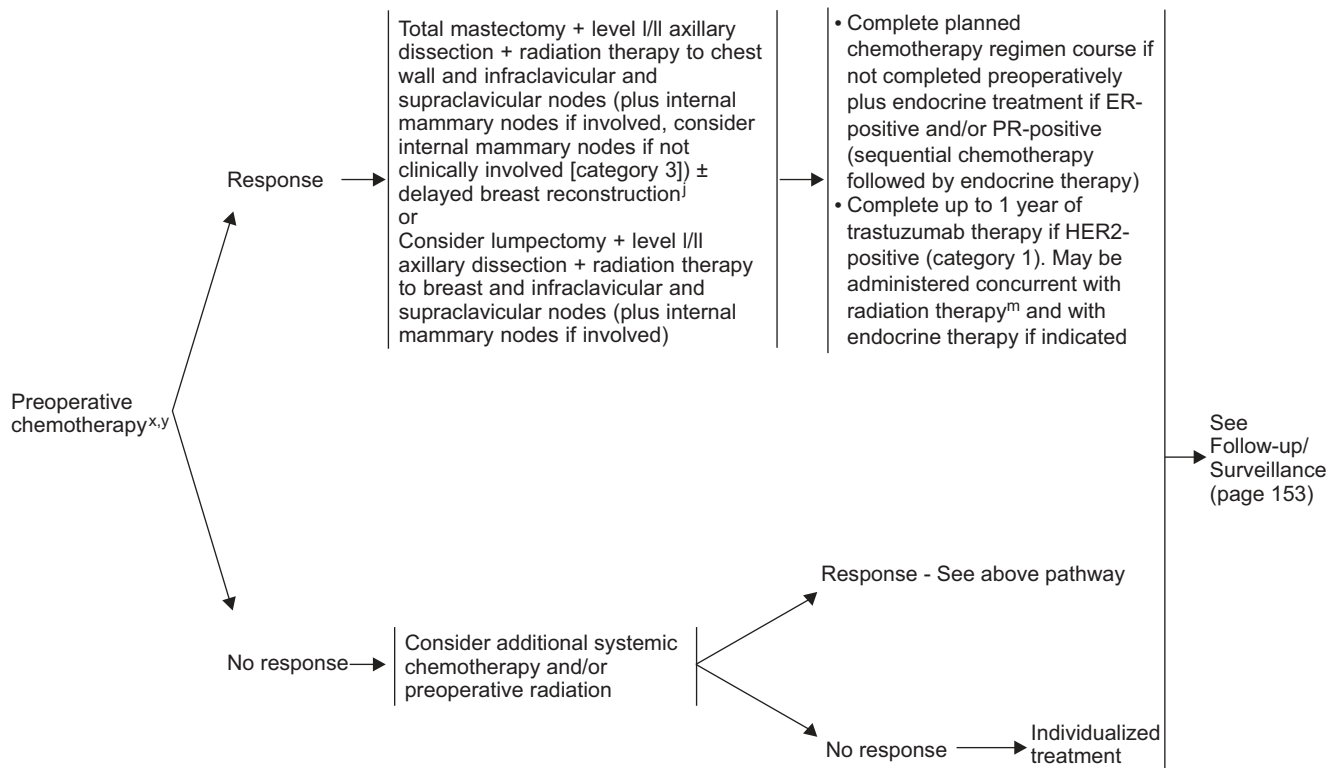 Preoperative
chemotherapyx,y
Response
Total mastectomy + level I/II axillary
dissection + radiation therapy to chest
wall and infraclavicular and
supraclavicular nodes (plus internal
mammary nodes if involved, consider
internal mammary nodes if not
clinically involved [category 3]) ±
delayed breast reconstructionj
or
Consider lumpectomy + level I/II
axillary dissection + radiation therapy
to breast and infraclavicular and
supraclavicular nodes (plus internal
mammary nodes if involved)
• Complete planned
chemotherapy regimen course if
not completed preoperatively
plus endocrine treatment if ER-
positive and/or PR-positive
(sequential chemotherapy
followed by endocrine therapy)
• Complete up to 1 year of
trastuzumab therapy if HER2-
positive (category 1). May be
administered concurrent with
radiation therapym and with
endocrine therapy if indicated
No response
Consider additional systemic
chemotherapy and/or
preoperative radiation
Response - See above pathway
No response
Individualized
treatment
See
Follow-up/
Surveillance
(page 153)